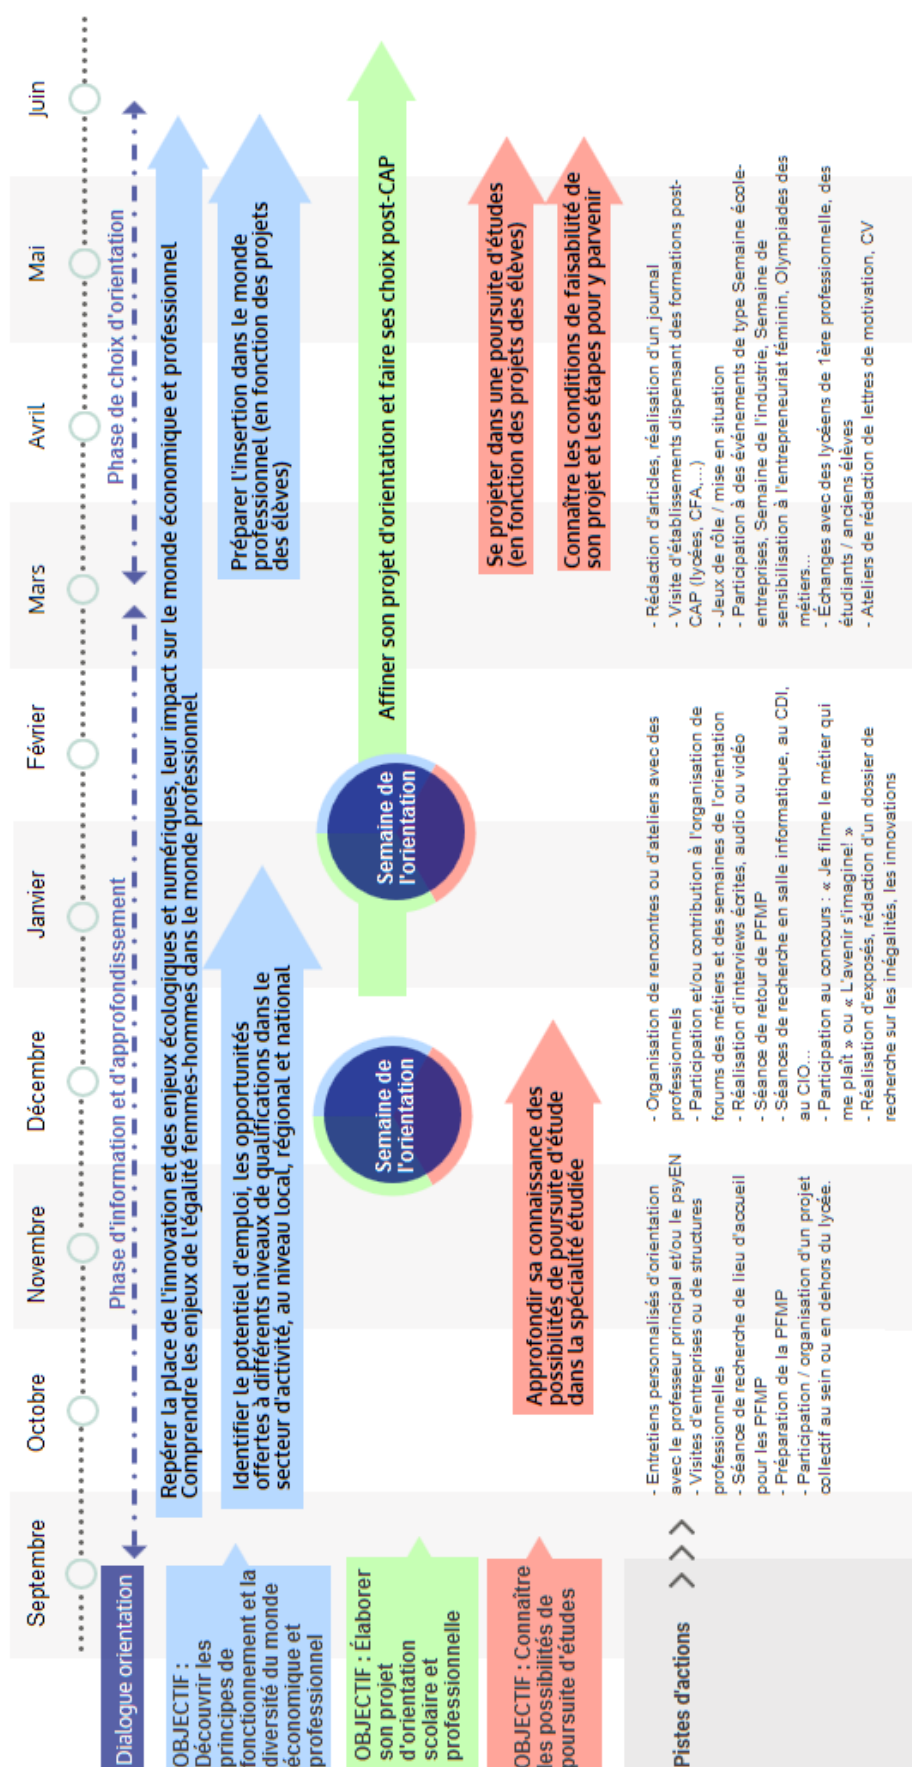 Septembre
Octobre
Novembre
Décembre
Janvier
Février
Mars
Avril
Mai
Juin
Dialogue orientation
Phase d'information et d'approfondissement
Phase de choix d'orientation
OBJECTIF :
Découvrir les
principes de
fonctionnement et la
diversité du monde
économique et
professionnel
Repérer la place de l'innovation et des enjeux écologiques et numériques, leur impact sur le monde économique et professionnel
Comprendre les enjeux de l'égalité femmes-hommes dans le monde professionnel
Identifier le potentiel d'emploi, les opportunités
offertes à différents niveaux de qualifications dans le
secteur d'activité, au niveau local, régional et national
Préparer l'insertion dans le monde
professionnel (en fonction des projets
des élèves)
OBJECTIF : Élaborer
son projet
d'orientation
scolaire et
professionnelle
Semaine de
l'orientation
Semaine de
l'orientation
Affiner son projet d'orientation et faire ses choix post-CAP
OBJECTIF : Connaître
les possibilités de
poursuite d'études
Approfondir sa connaissance des
possibilités de poursuite d'étude
dans la spécialité étudiée
Se projeter dans une poursuite d'études
(en fonction des projets des élèves)
Connaître les conditions de faisabilité de
son projet et les étapes pour y parvenir
Pistes d'actions
- Entretiens personnalisés d'orientation
avec le professeur principal et/ou le psyEN
- Visites d'entreprises ou de structures
professionnelles
- Séance de recherche de lieu d'accueil
pour les PFMP
- Préparation de la PFMP
- Participation / organisation d'un projet
collectif au sein ou en dehors du lycée.
- Organisation de rencontres ou d'ateliers avec des
professionnels
- Participation et/ou contribution à l'organisation de
forums des métiers et des semaines de l'orientation
- Réalisation d'interviews écrites, audio ou vidéo
- Séance de retour de PFMP
- Séances de recherche en salle informatique, au CDI,
au CIO...
- Participation au concours : « Je filme le métier qui
me plaît » ou « L'avenir s'imagine! »
- Réalisation d'exposés, rédaction d'un dossier de
recherche sur les inégalités, les innovations
- Rédaction d'articles, réalisation d'un journal
- Visite d'établissements dispensant des formations post-
CAP (lycées, CFA,...)
- Jeux de rôle / mise en situation
- Participation à des événements de type Semaine école-
entreprises, Semaine de l'industrie, Semaine de
sensibilisation à l'entrepreneuriat féminin, Olympiades des
métiers...
- Echanges avec des lycéens de 1ère professionnelle, des
étudiants / anciens élèves
- Ateliers de rédaction de lettres de motivation, CV